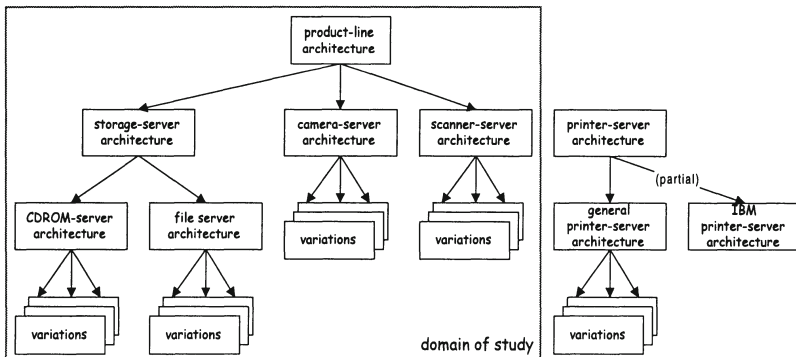 product-line
architecture
storage-server
architecture
camera-server
architecture
scanner-server
architecture
printer-server
architecture
(partial)
CDROM-server
architecture
file server
architecture
variations
variations
general
printer-server
architecture
IBM
printer-server
architecture
variations
variations
domain of study
variations